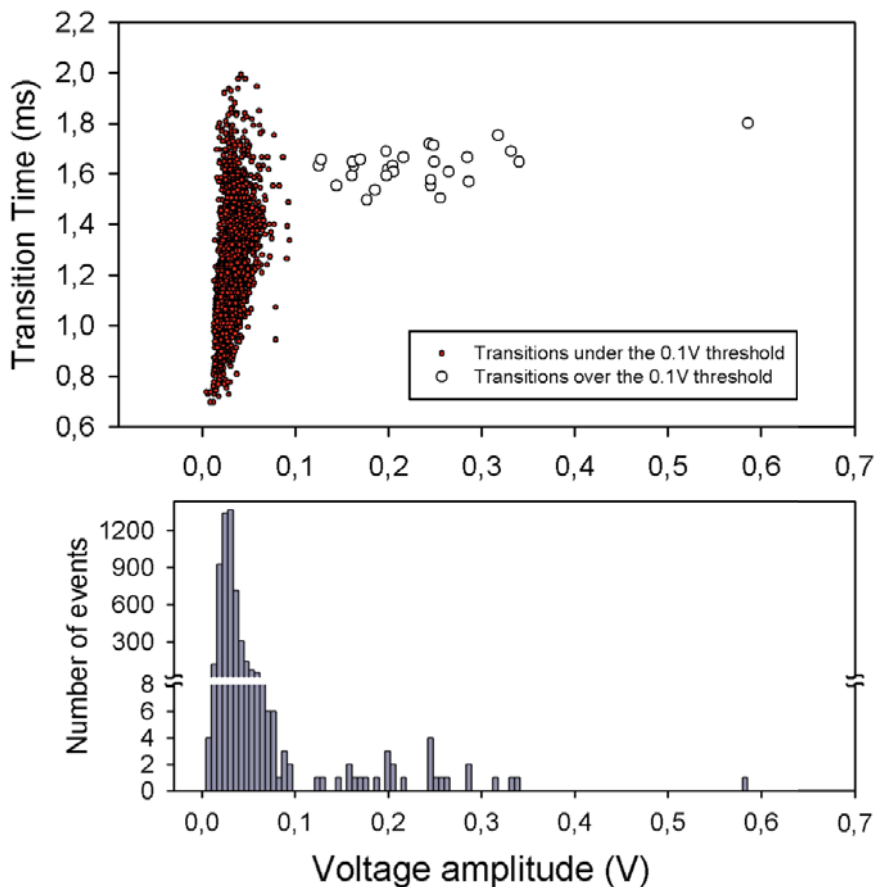 2,2
2,0
1,8
1,6
1,4
1,2
1,0
0,8
0,6
Transition Time (ms)
Transitions under the 0.1V threshold
Transitions over the 0.1V threshold
0,0 0,1 0,2 0,3 0,4 0,5 0,6 0,7
1200
900
600
300
8
6
4
2
0
Number of events
0,0 0,1 0,2 0,3 0,4 0,5 0,6 0,7
Voltage amplitude (V)